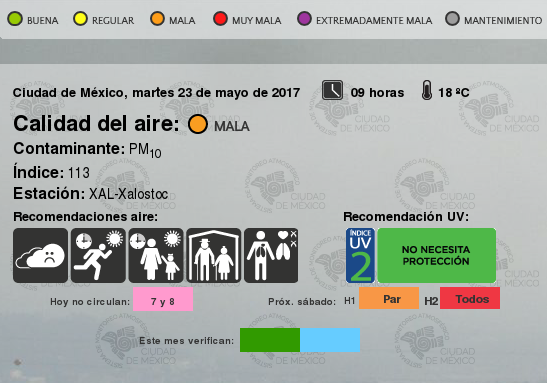 BUENA REGULAR MALA MUY MALA EXTREMADAMENTE MALA MANTENIMIENTO
Ciudad de México, martes 23 de mayo de 2017 09 horas 18 ºC
Calidad del aire: MALA
Contaminante: PM10
Índice: 113
Estación: XAL-Xalostoc
Recomendaciones aire:
Recomendación UV:
ÍNDICE
UV
2
NO NECESITA
PROTECCIÓN
Hoy no circulan: 7 y 8
Próx. sábado: H1 Par H2 Todos
Este mes verifican:
CIUDAD
DE MÉXICO